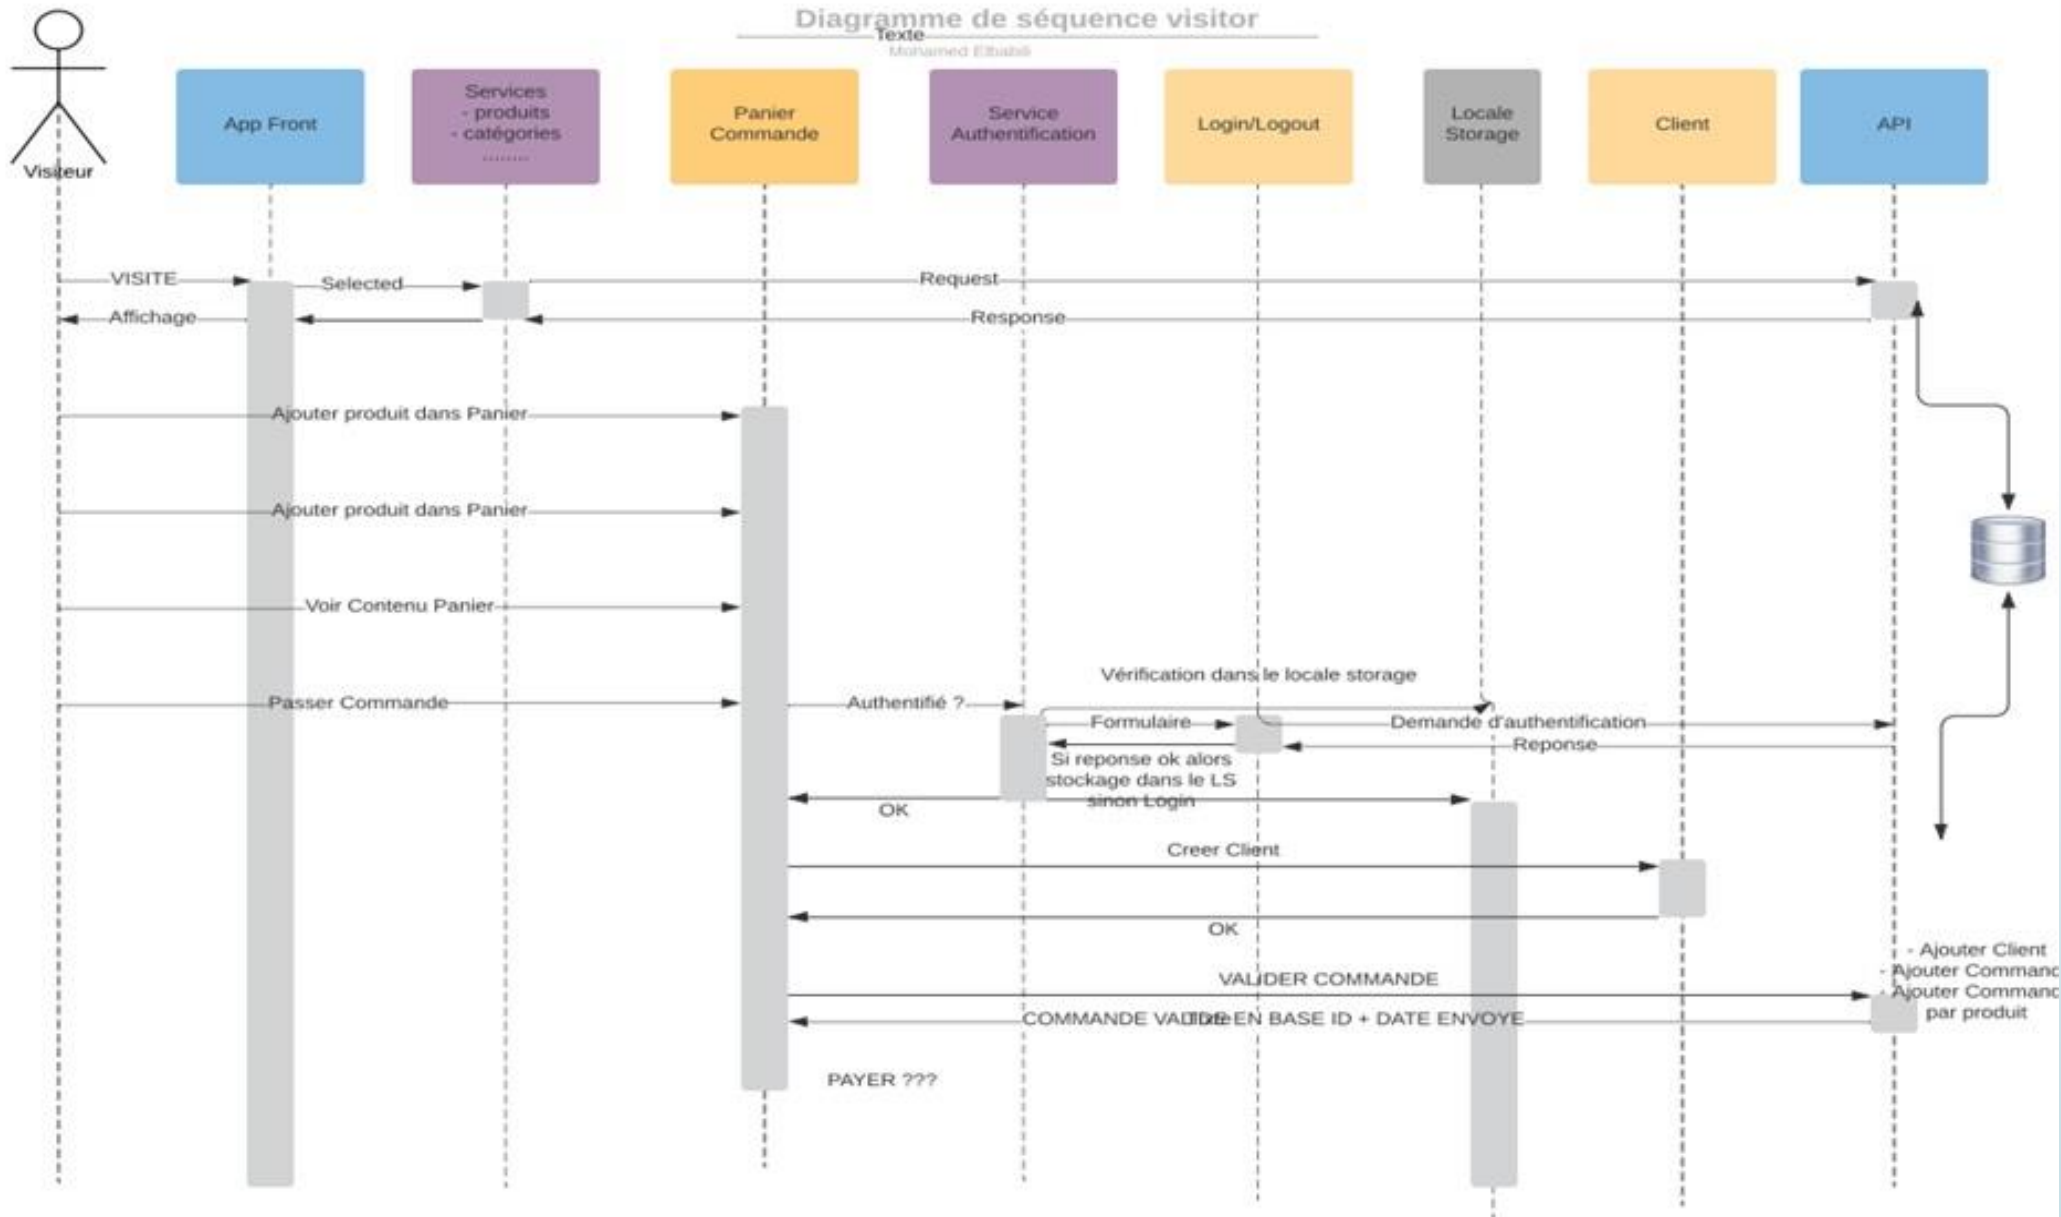 Diagramme de séquence visitor
Texte
Mohamed Elbabili
Visiteur
App Front
Services
- produits
- catégories
........
Panier
Commande
Service
Authentification
Login/Logout
Locale
Storage
Client
API
VISITE
Selected
Request
Affichage
Response
Ajouter produit dans Panier
Ajouter produit dans Panier
Voir Contenu Panier
Vérification dans le locale storage
Passer Commande
Authentifié ?
Formulaire
Demande d'authentification
Reponse
Si reponse ok alors
stockage dans le LS
sinon Login
OK
Creer Client
OK
- Ajouter Client
- Ajouter Commanc
- Ajouter Commanc
par produit
VALIDER COMMANDE
COMMANDE VALIDE EN BASE ID + DATE ENVOYE
PAYER ???